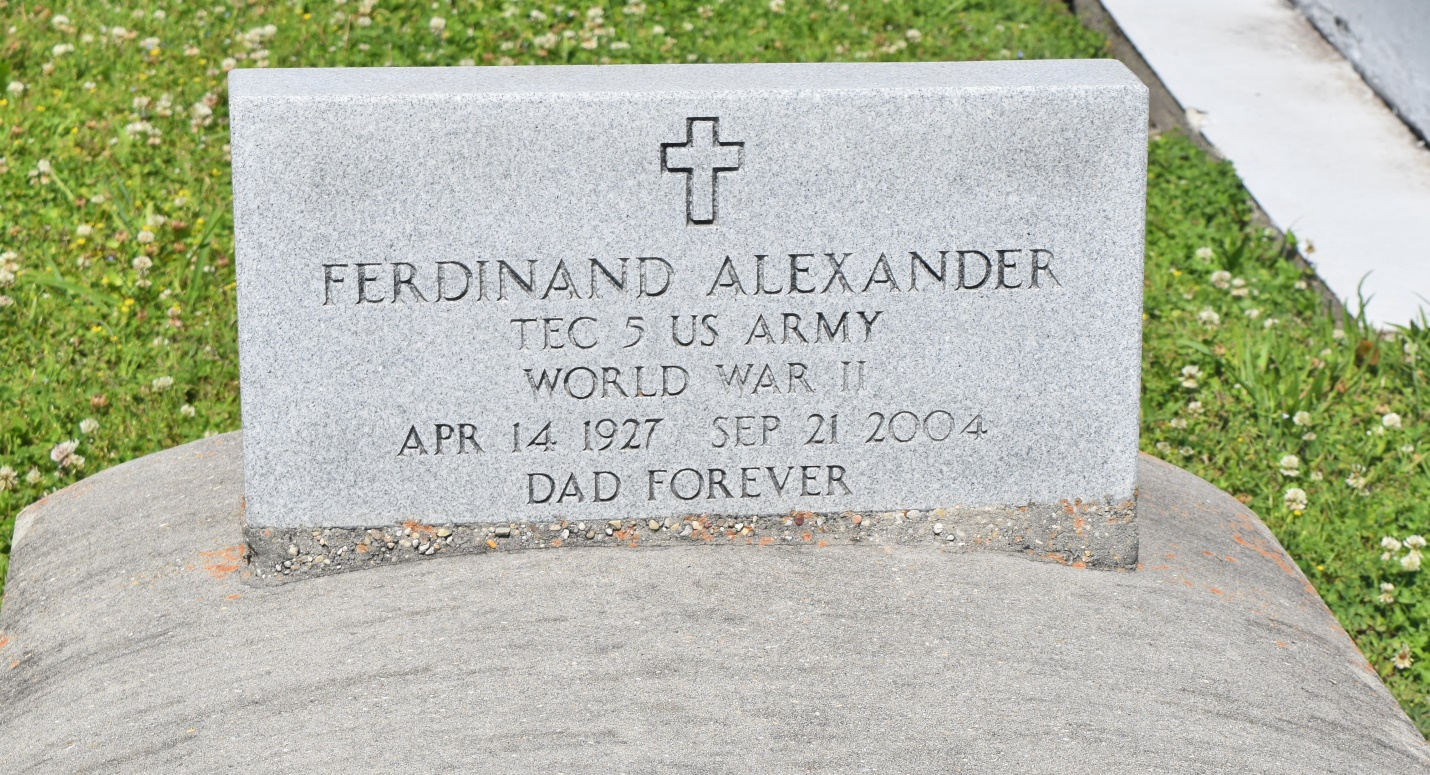 FERDINAND ALEXANDER
TEC 5 US ARMY
WORLD WAR II
APR 14 1927 SEP 21 2004
DAD FOREVER